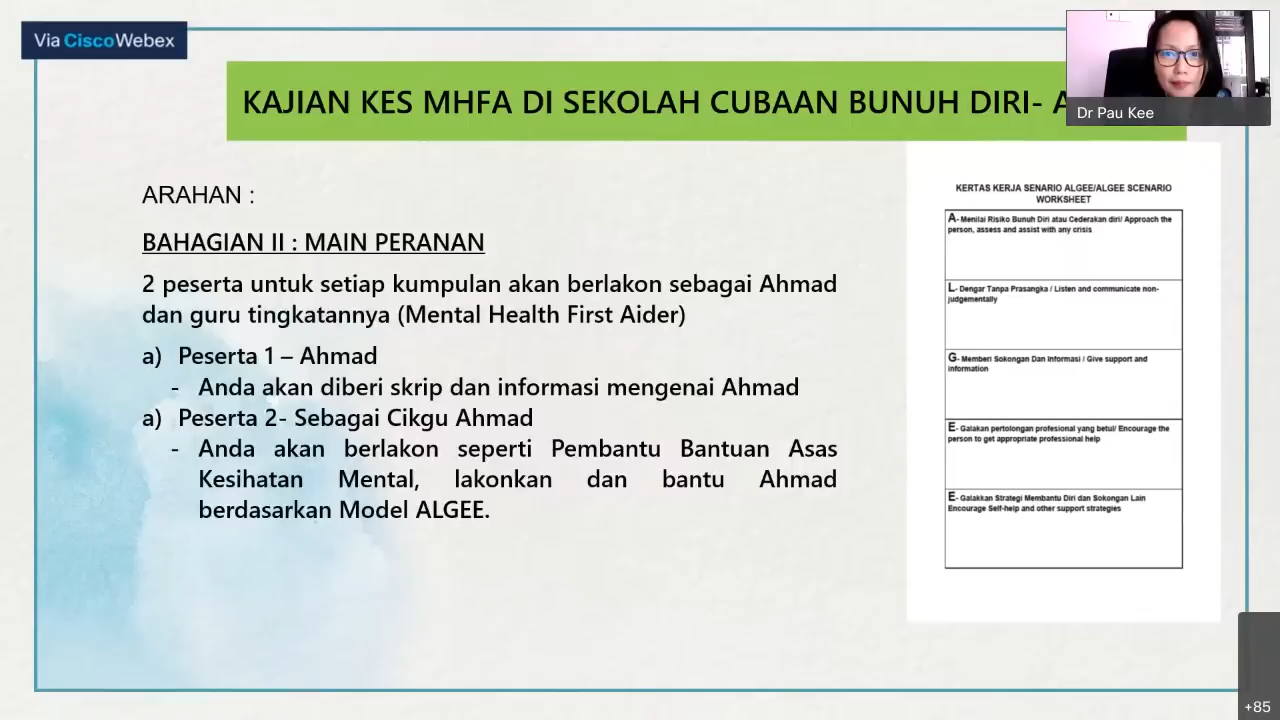 Via CiscoWebex
KAJIAN KES MHFA DI SEKOLAH CUBAAN BUNUH DIRI- A
Dr Pau Kee
ARAHAN :
BAHAGIAN II : MAIN PERANAN
2 peserta untuk setiap kumpulan akan berlakon sebagai Ahmad
dan guru tingkatannya (Mental Health First Aider)
a) Peserta 1 – Ahmad
- Anda akan diberi skrip dan informasi mengenai Ahmad
a) Peserta 2- Sebagai Cikgu Ahmad
- Anda akan berlakon seperti Pembantu Bantuan Asas
Kesihatan Mental, lakonkan dan bantu Ahmad
berdasarkan Model ALGEE.
KERTAS KERJA SENARIO ALGEE/ALGEE SCENARIO
WORKSHEET
A- Menilai Risiko Bunuh Diri atau Cederakan diri/ Approach the
person, assess and assist with any crisis
L- Dengar Tanpa Prasangka / Listen and communicate non-
judgementally
G- Memberi Sokongan Dan Informasi / Give support and
information
E- Galakan pertolongan profesional yang betul/ Encourage the
person to get appropriate professional help
E- Galakkan Strategi Membantu Diri dan Sokongan Lain
Encourage Self-help and other support strategies
+85